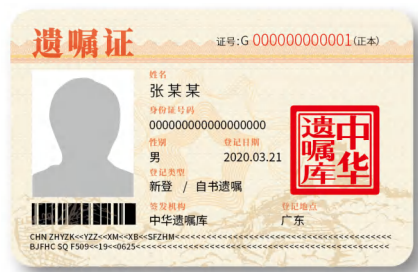 遗嘱证
证号:G 000000000001(正本)
姓名
张某某
身份证号码
000000000000000000
性别 登记日期
男 2020.03.21
登记类型
新登 / 自书遗嘱
中华
遗嘱库
签发机构 登记地点
中华遗嘱库 广东
CHN ZHYZK<<YZZ<<XM<<XB<<SFZHM<<<<<<<<<<<<<<<<<<<<<<<<<<<<<<<<<<<<
BJFHC SQ F509<<19<<0625<<<<<<<<<<<<<<<<<<<<<<<<<<<<<<<<<<<<<<<<<<<